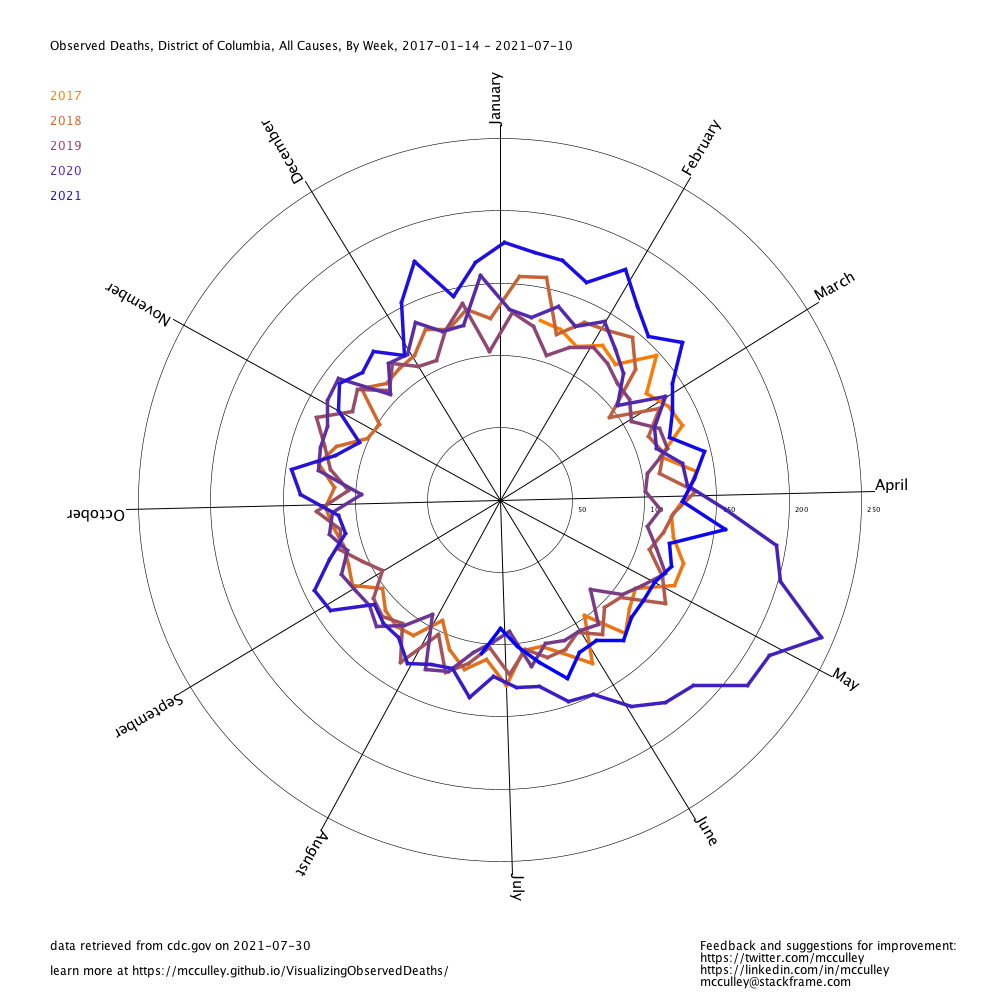 Observed Deaths, District of Columbia, All Causes, By Week, 2017-01-14 - 2021-07-10
2017
2018
2019
2020
2021
January
February
March
April
May
June
July
August
September
October
November
December
50
100
150
200
250
data retrieved from cdc.gov on 2021-07-30
learn more at https://mcculley.github.io/VisualizingObservedDeaths/
Feedback and suggestions for improvement:
https://twitter.com/mcculley
https://linkedin.com/in/mcculley
mcculley@stackframe.com